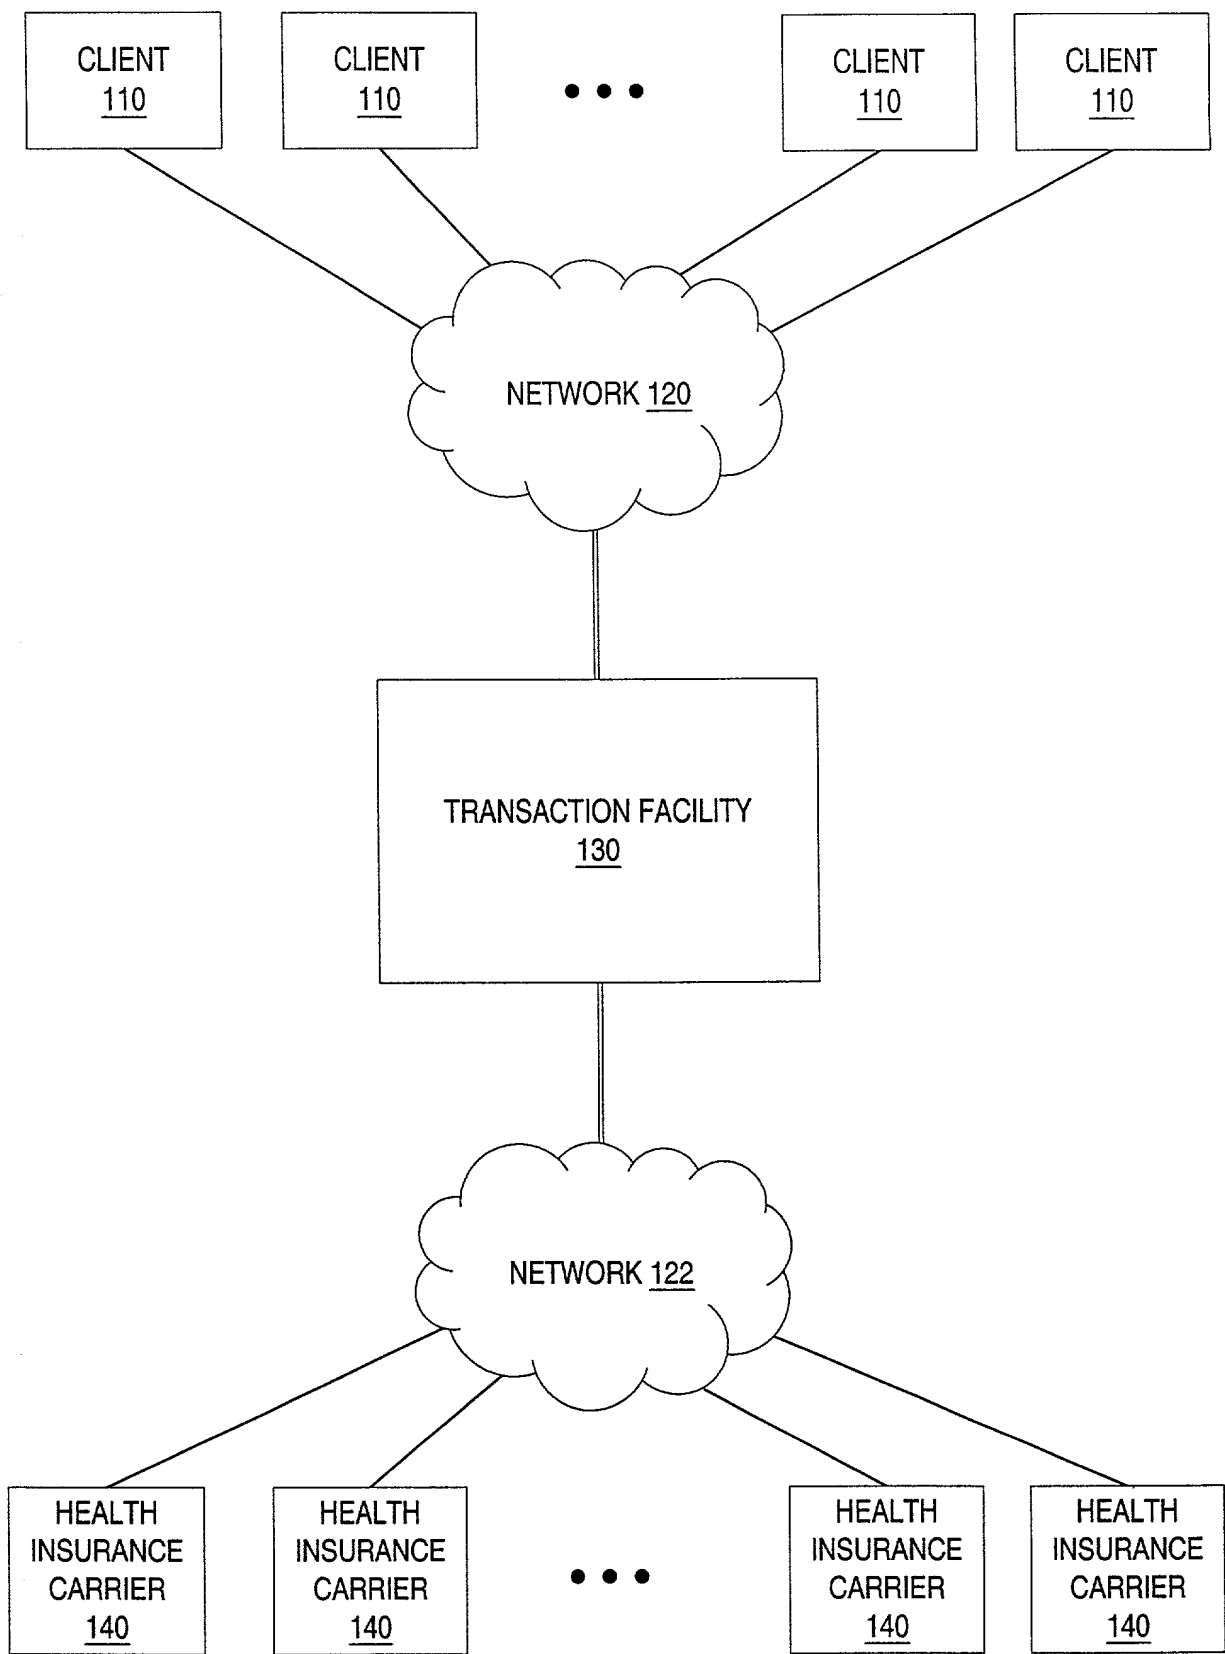 CLIENT
110
CLIENT
110
CLIENT
110
CLIENT
110
NETWORK 120
TRANSACTION FACILITY
130
NETWORK 122
HEALTH
INSURANCE
CARRIER
140
HEALTH
INSURANCE
CARRIER
140
HEALTH
INSURANCE
CARRIER
140
HEALTH
INSURANCE
CARRIER
140